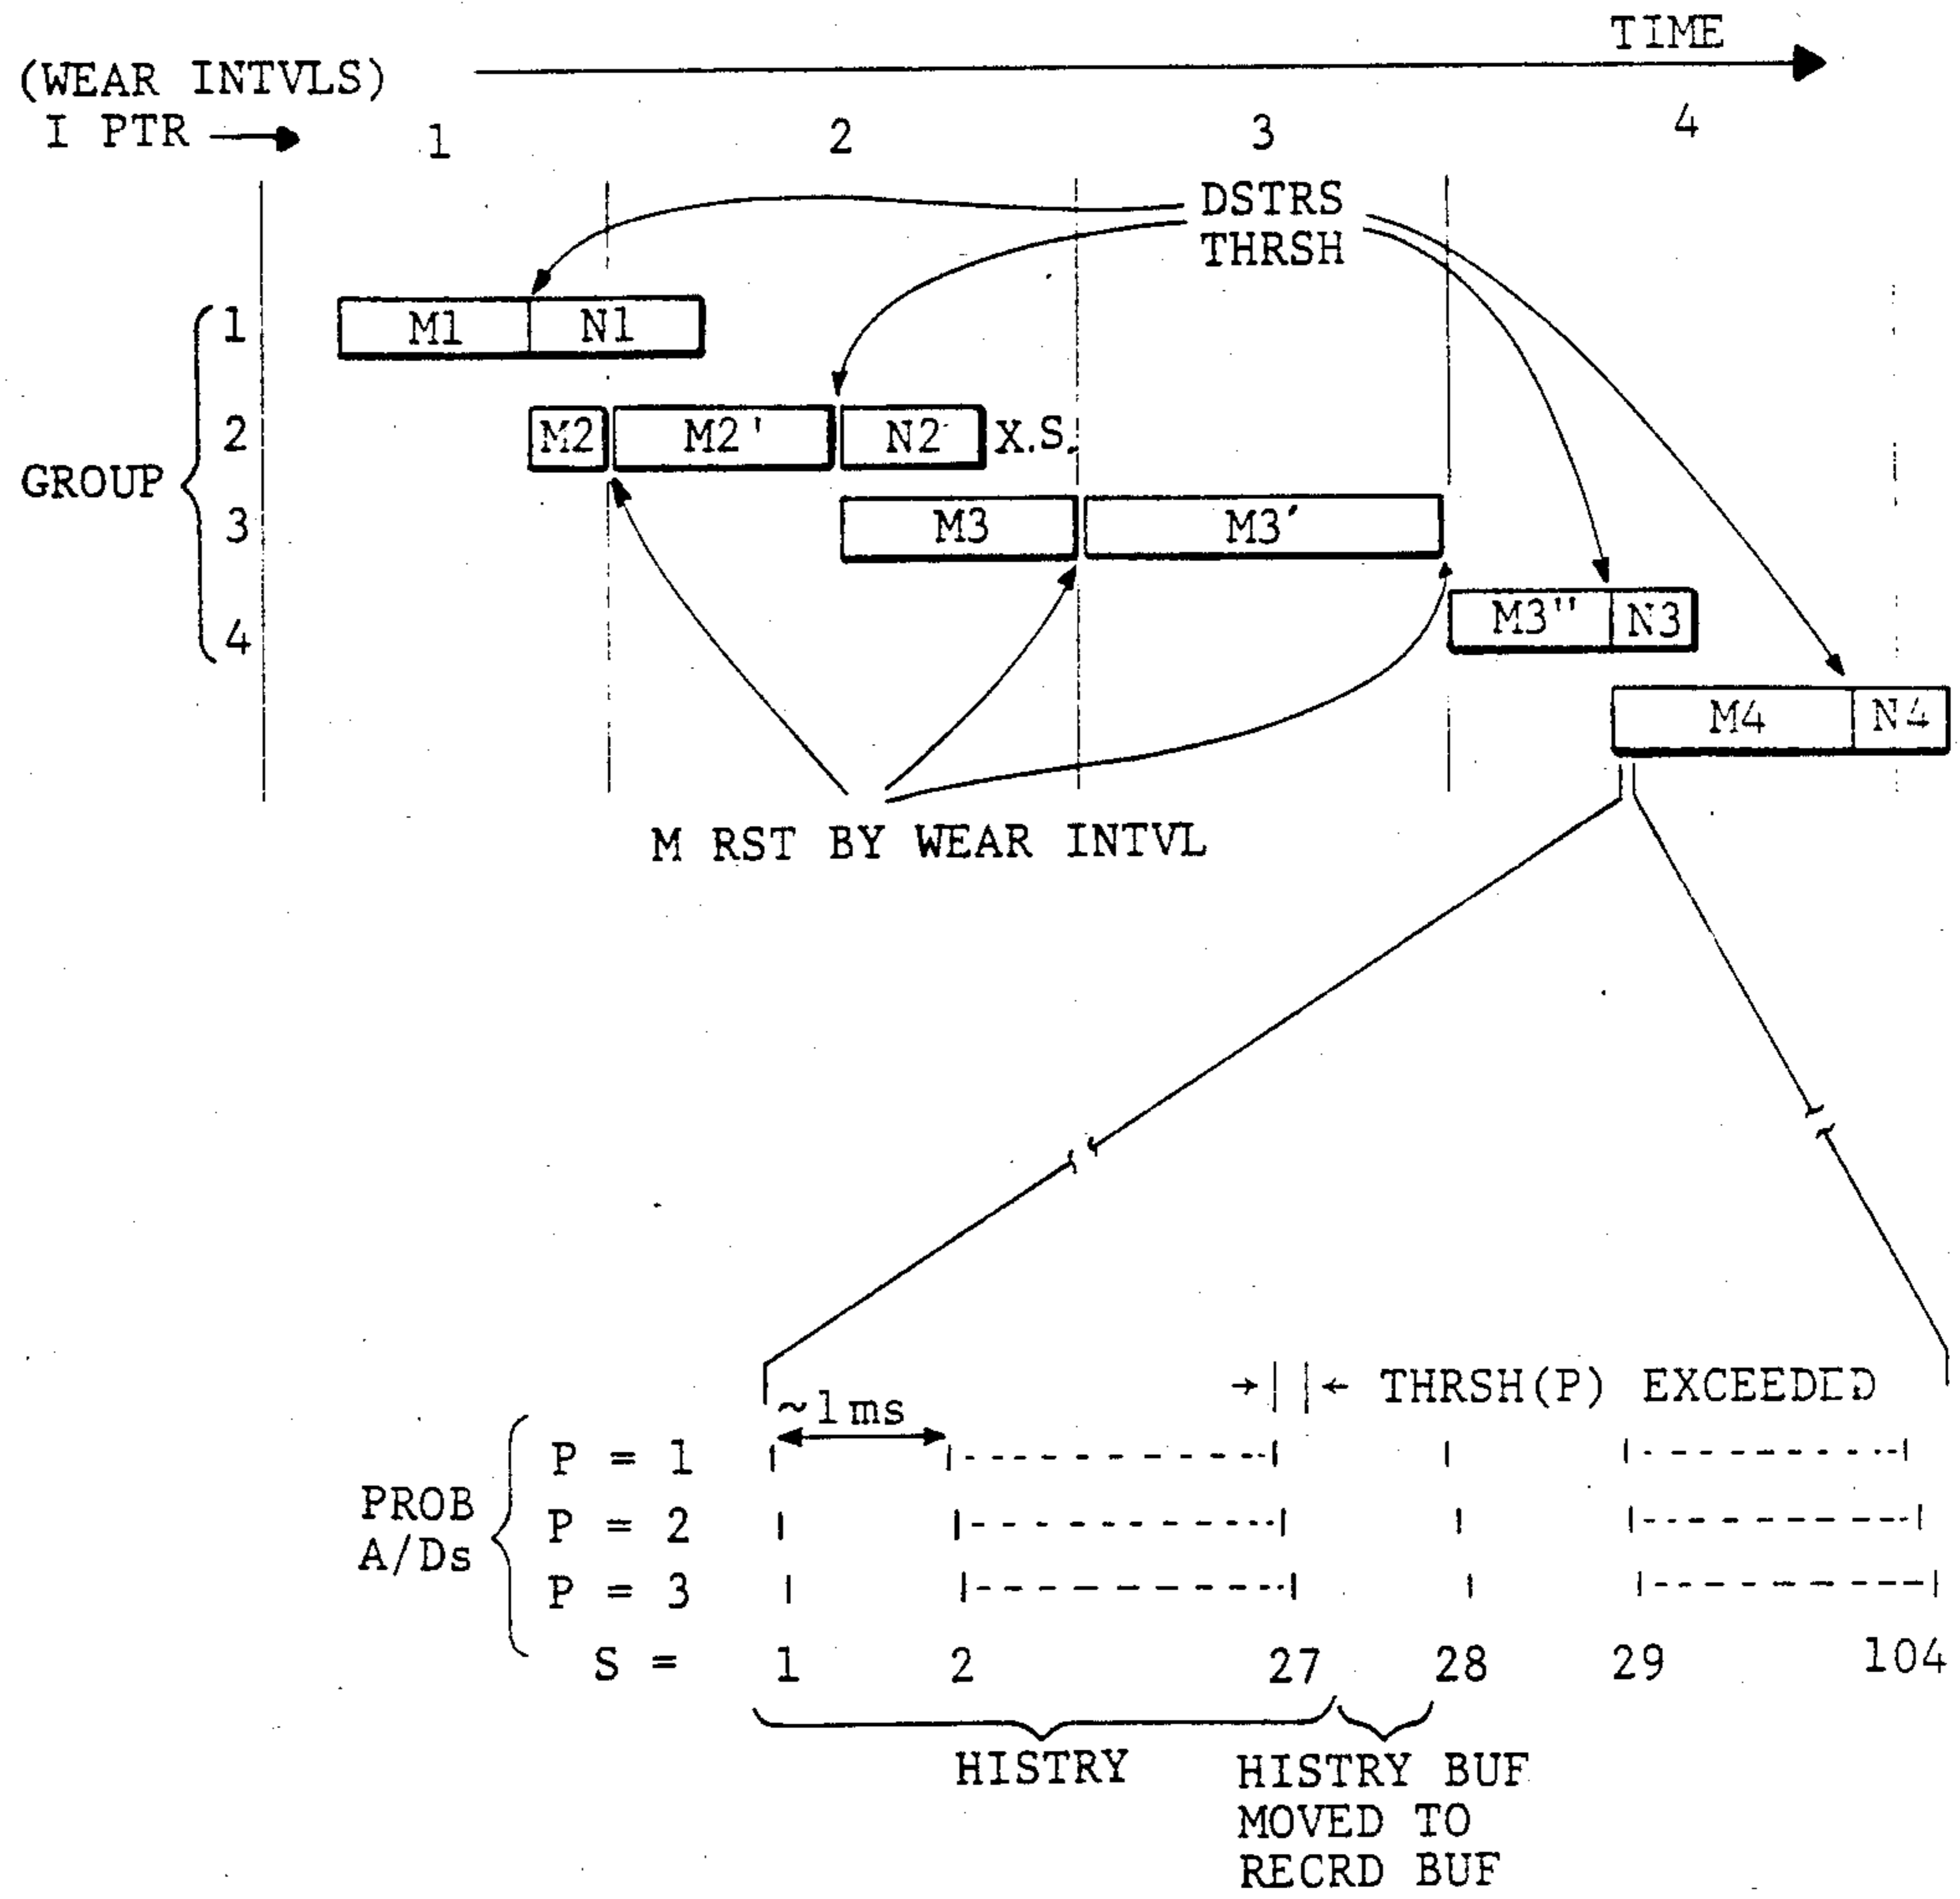 TIME
(WEAR INTVLS)
I PTR 1 2 3 4
DSTRS
THRSH
1 M1 N1
2 M2 M2' N2 X.S.
GROUP
3 M3 M3′
4 M3" N3
M4 N4
M RST BY WEAR INTVL
THRSH(P) EXCEEDED
~1ms
P = 1
PROB
A/Ds
P = 2
P = 3
S = 1 2 27 28 29 104
HISTRY
HISTRY BUF
MOVED TO
RECRD BUF